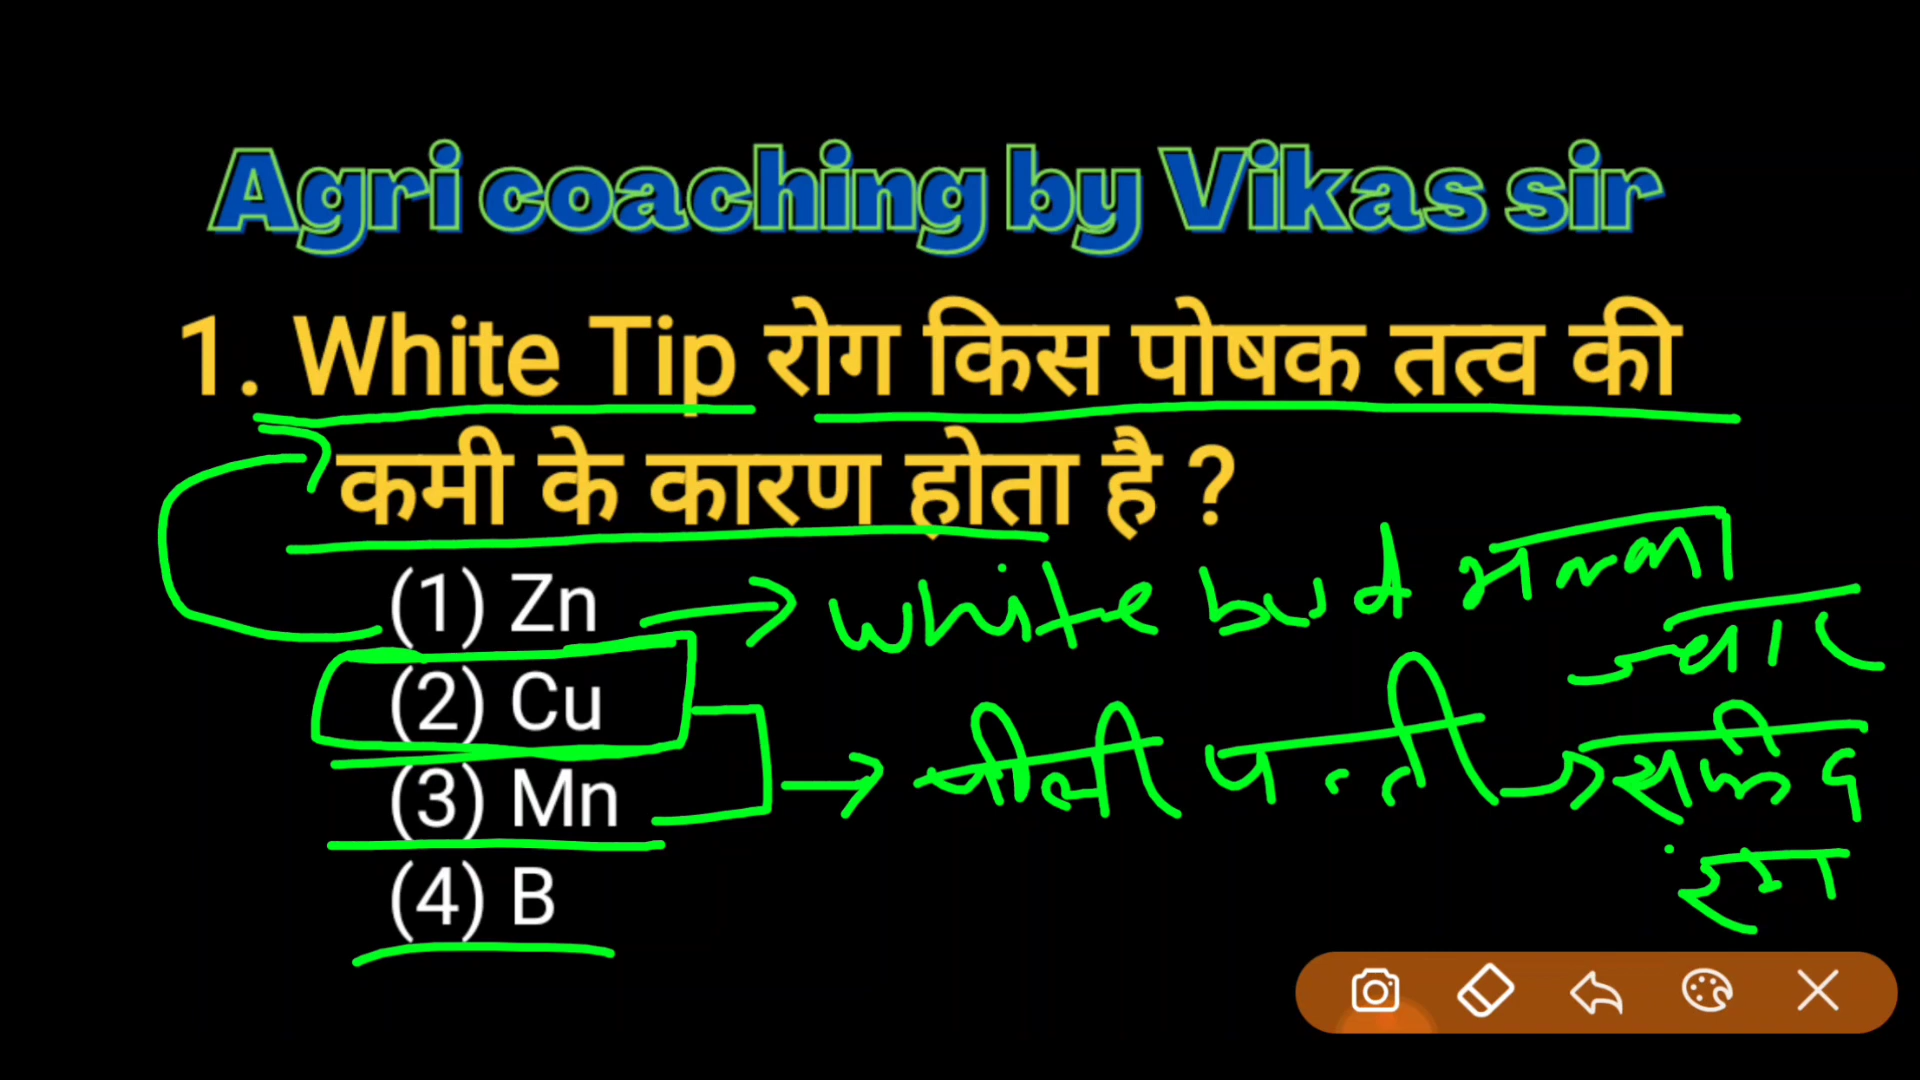 Agri coaching by Vikas sir
1. White Tip रोग किस पोषक तत्व की
कमी के कारण होता है ?
(1) Zn → white bud मक्का
ज्वार
(2) Cu
(3) Mn → पीली पत्ती → सफेद
रंग
(4) B